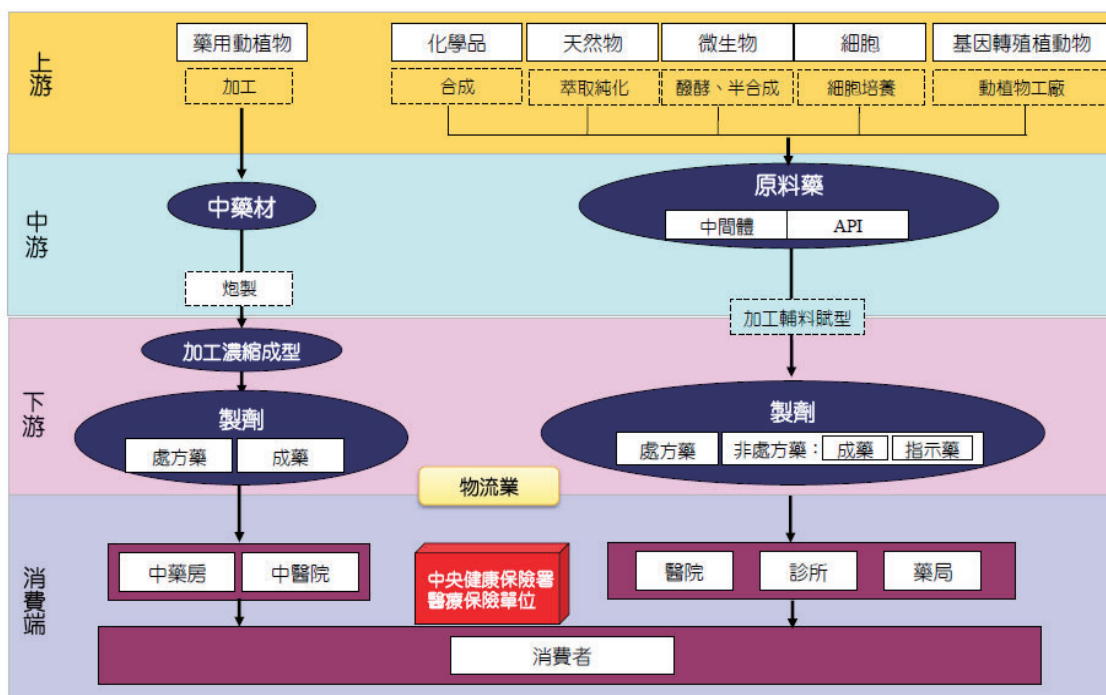 上游
藥用動植物
化學品
天然物
微生物
細胞
基因轉殖植動物
加工
合成
萃取純化
醱酵、半合成
細胞培養
動植物工廠
中游
中藥材
原料藥
中間體
API
炮製
加工輔料賦型
下游
加工濃縮成型
製劑
處方藥
成藥
製劑
處方藥
非處方藥：
成藥
指示藥
物流業
消費端
中藥房
中醫院
中央健康保險署
醫療保險單位
醫院
診所
藥局
消費者